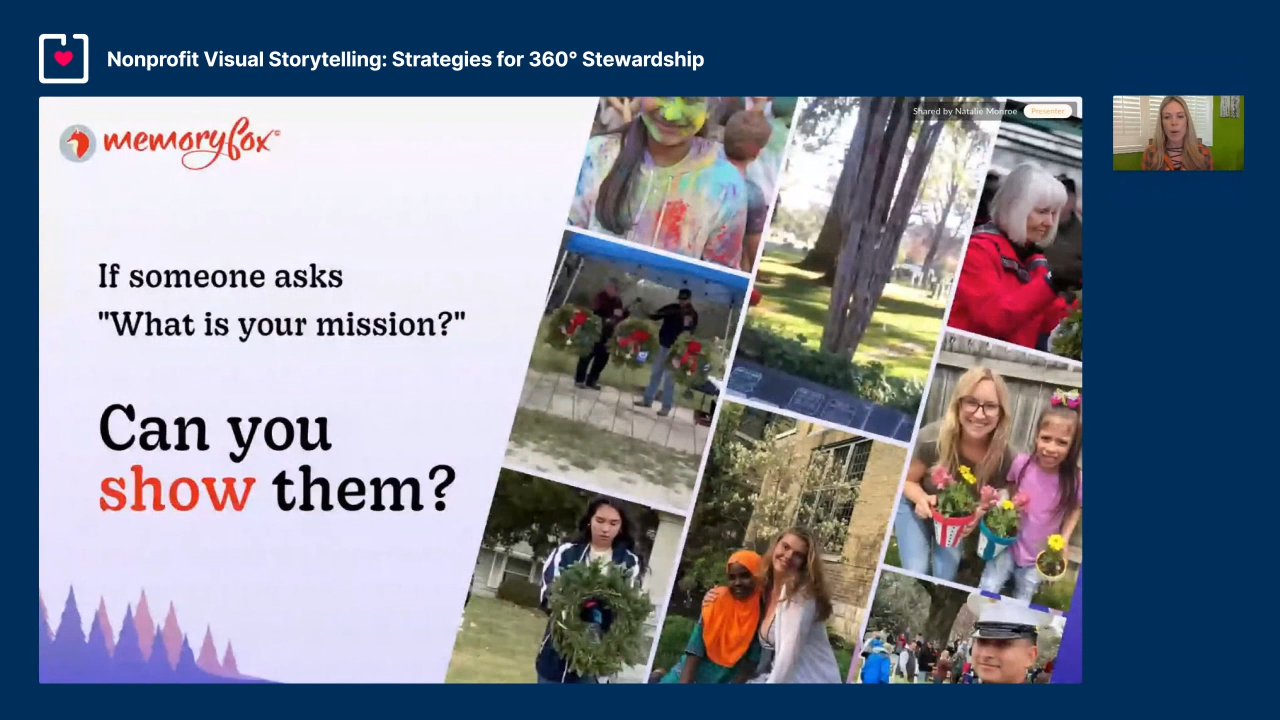 Nonprofit Visual Storytelling: Strategies for 360° Stewardship
Shared by Natalie Monroe
Presenter
memoryfox
If someone asks
"What is your mission?"
Can you
show them?